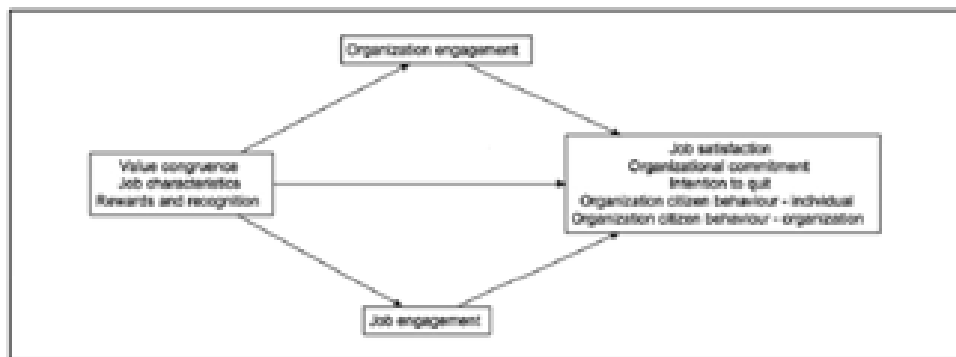 Organization engagement
Value congruence
Job characteristics
Rewards and recognition
Job satisfaction
Organizational commitment
Intention to quit
Organization citizen behaviour - individual
Organization citizen behaviour - organization
Job engagement